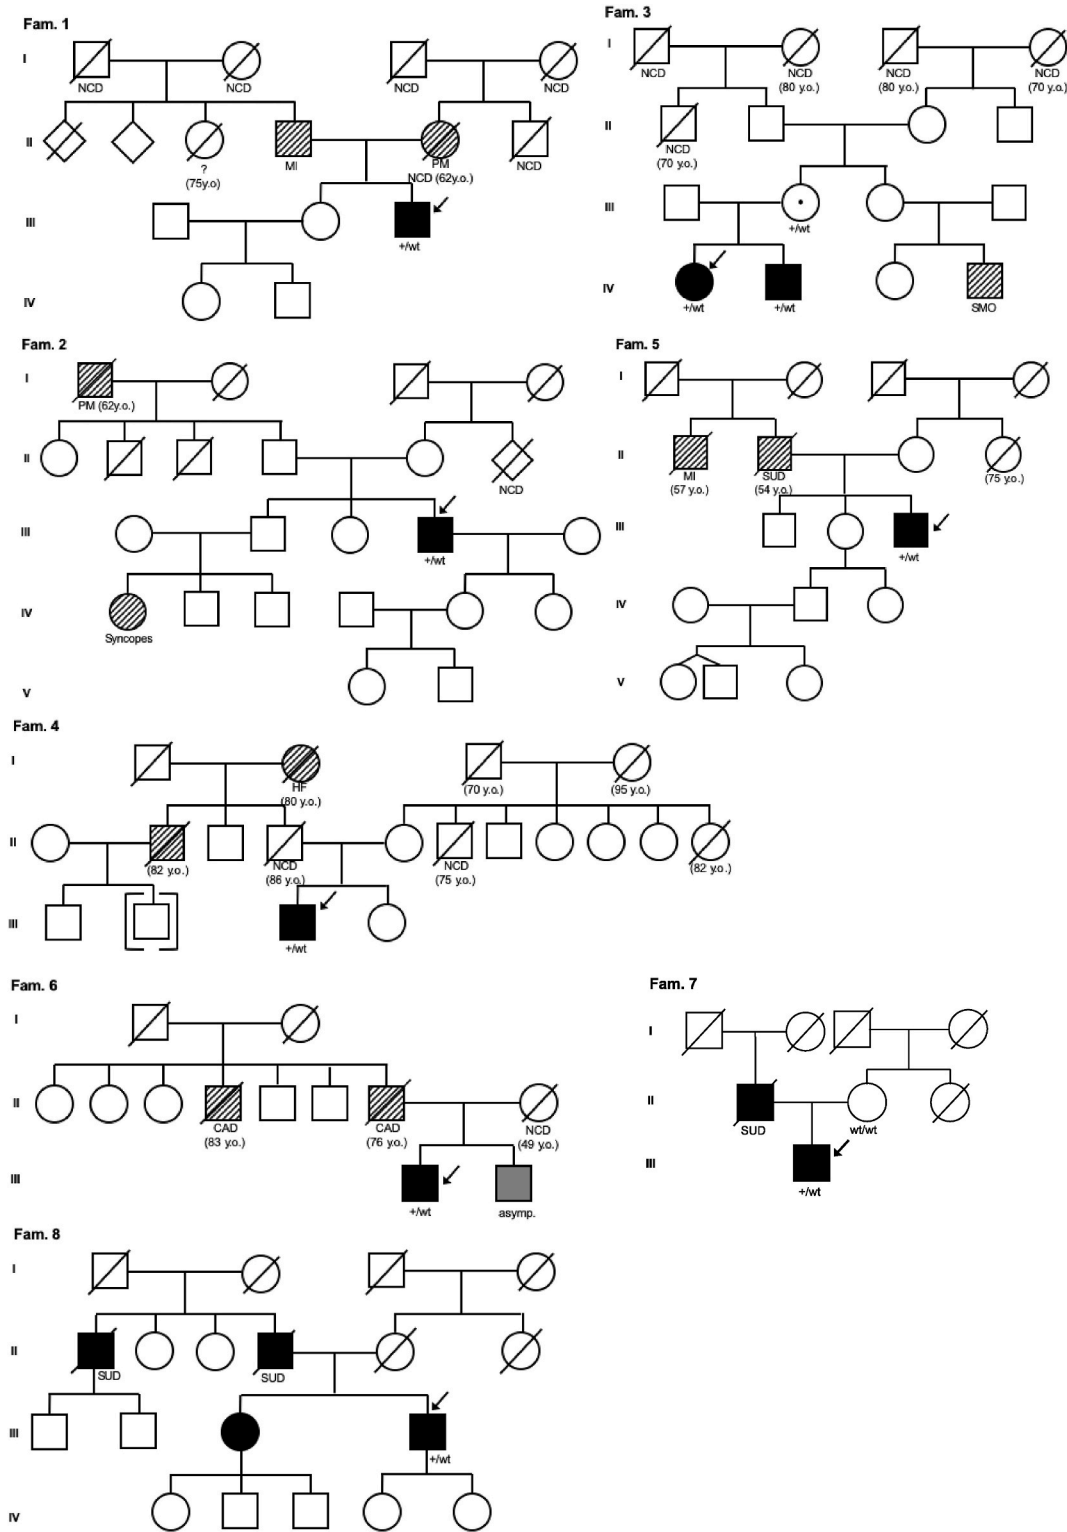 Fam. 1
I
NCD
NCD
NCD
NCD
II
?
(75y.o)
MI
PM
NCD (62y.o.)
NCD
III
+/wt
IV
Fam. 3
I
NCD
NCD
(80 y.o.)
NCD
(80 y.o.)
NCD
(70 y.o.)
II
NCD
(70 y.o.)
III
+/wt
IV
+/wt
+/wt
SMO
Fam. 2
I
PM (62y.o.)
II
NCD
III
+/wt
IV
Syncopes
V
Fam. 5
I
II
MI
(57 y.o.)
SUD
(54 y.o.)
(75 y.o.)
III
+/wt
IV
V
Fam. 4
I
HF
(80 y.o.)
(70 y.o.)
(95 y.o.)
II
(82 y.o.)
NCD
(86 y.o.)
NCD
(75 y.o.)
(82 y.o.)
III
+/wt
Fam. 6
I
II
CAD
(83 y.o.)
CAD
(76 y.o.)
NCD
(49 y.o.)
III
+/wt
asymp.
Fam. 7
I
II
SUD
wt/wt
III
+/wt
Fam. 8
I
II
SUD
SUD
III
+/wt
IV